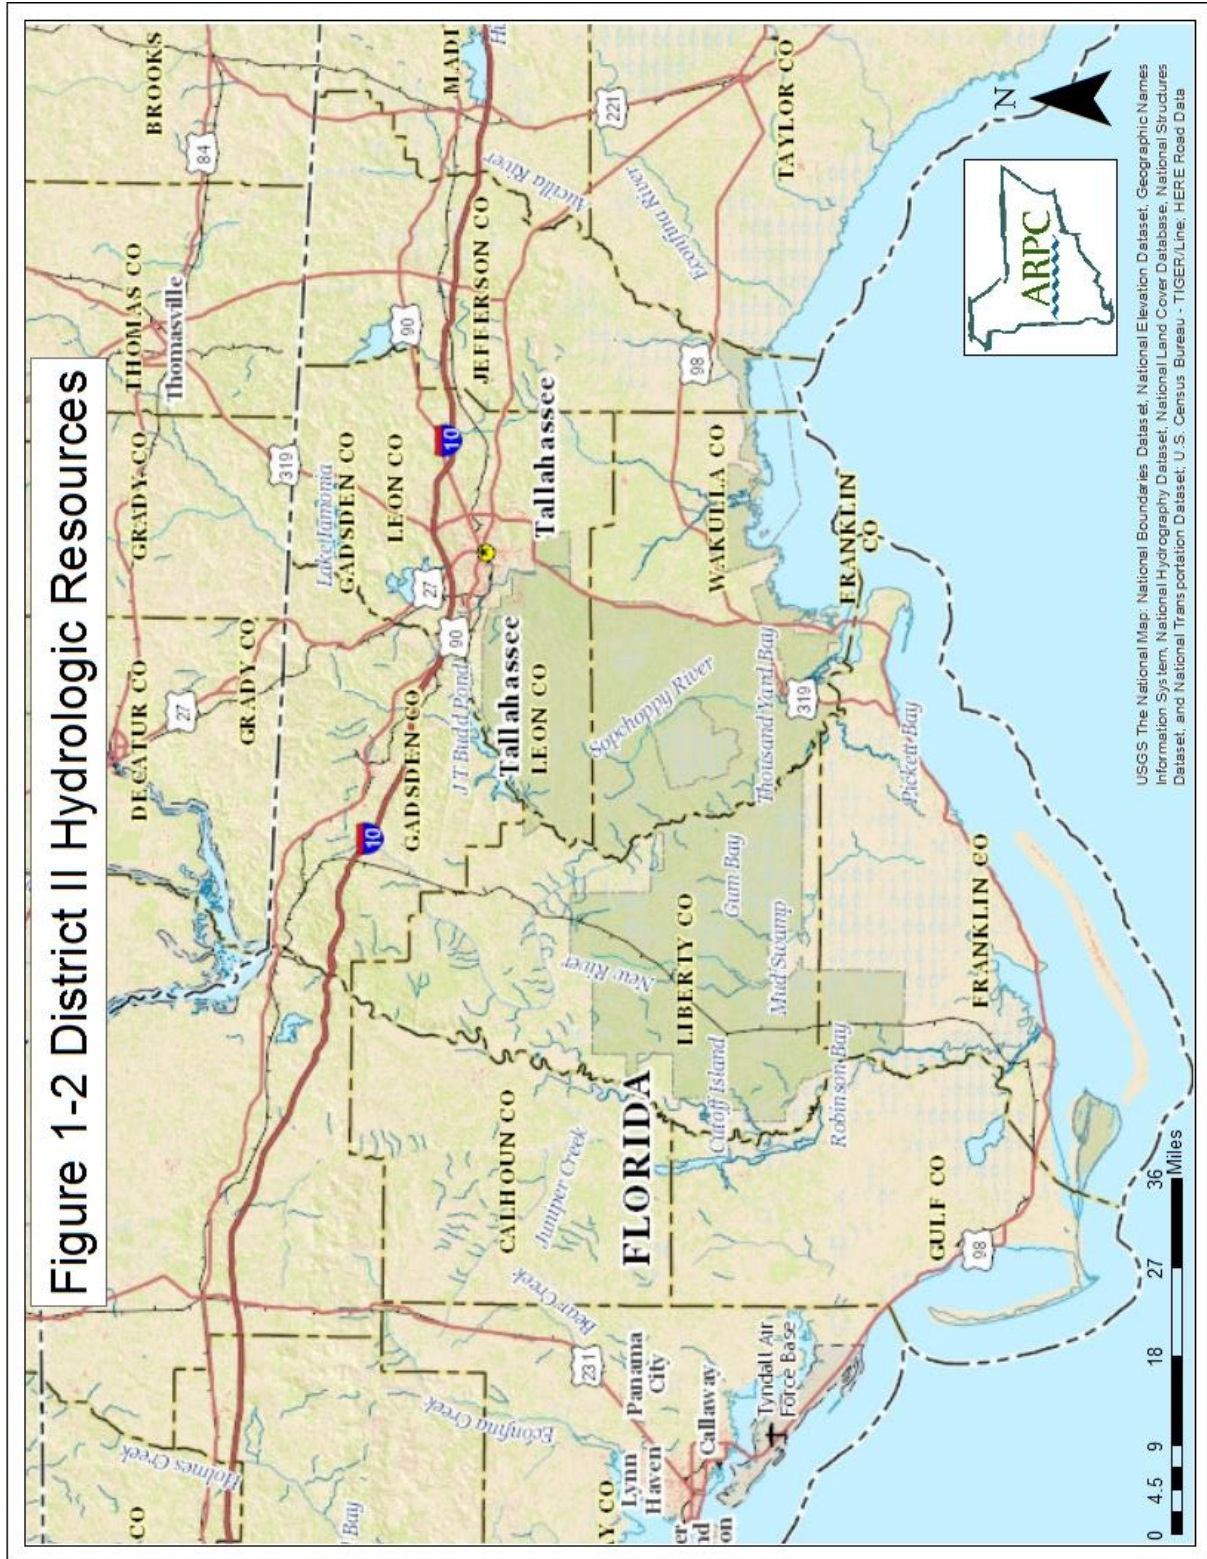 Figure 1-2 District II Hydrologic Resources
BROOKS
84
THOMAS CO
Thomasville
GRADY CO
319
DECATUR CO
27
GRADY CO
MADI
Hi
221
TAYLOR CO
Aucilla River
Econfina River
JEFFERSON CO
90
98
Lake Iamonia
GADSDEN CO
LEON CO
10
27
90
Tallahassee
Tallahassee
LEON CO
J T Budd Pond
GADSDEN CO
10
WAKULLA CO
FRANKLIN
CO
Sopchoppy River
Thousand Yard Bay
319
Pickett Bay
Gum Bay
Mud Swamp
LIBERTY CO
New River
FRANKLIN CO
Cutoff Island
Robinson Bay
FLORIDA
CALHOUN CO
Juniper Creek
Bear Creek
GULF CO
98
231
Panama
City
Callaway
Lynn
Haven
Tyndall Air
Force Base
Econfina Creek
Holmes Creek
Bay
CO
Y CO
er
nd
on
N
ARPC
0 4.5 9 18 27 36
Miles
USGS The National Map: National Boundaries Dataset, National Elevation Dataset, Geographic Names
Information System, National Hydrography Dataset, National Land Cover Database, National Structures
Dataset, and National Transportation Dataset; U.S. Census Bureau - TIGER/Line; HERE Road Data